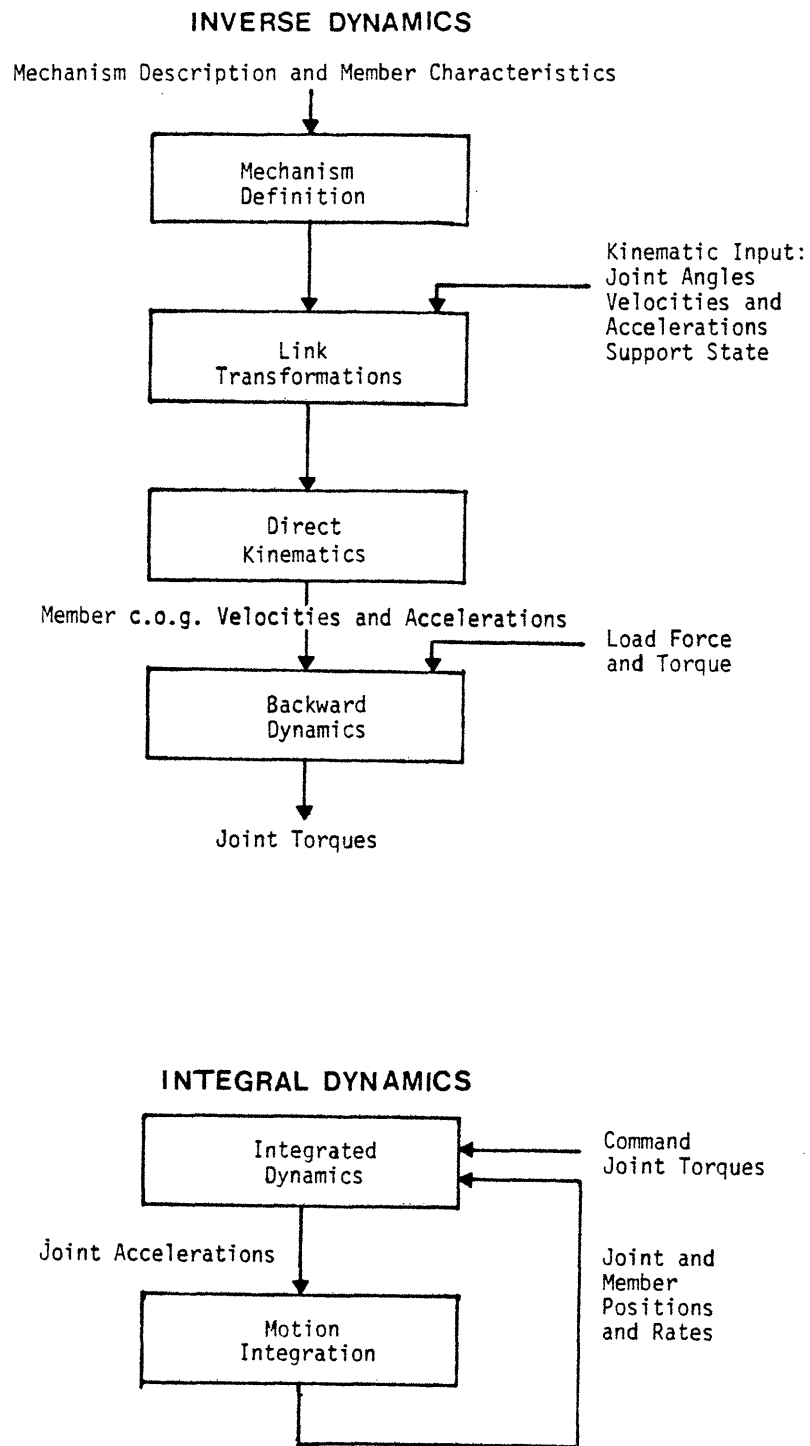 INVERSE DYNAMICS
Mechanism Description and Member Characteristics
Mechanism
Definition
Kinematic Input:
Joint Angles
Velocities and
Accelerations
Support State
Link
Transformations
Direct
Kinematics
Member c.o.g. Velocities and Accelerations
Load Force
and Torque
Backward
Dynamics
Joint Torques
INTEGRAL DYNAMICS
Integrated
Dynamics
Command
Joint Torques
Joint Accelerations
Joint and
Member
Positions
and Rates
Motion
Integration